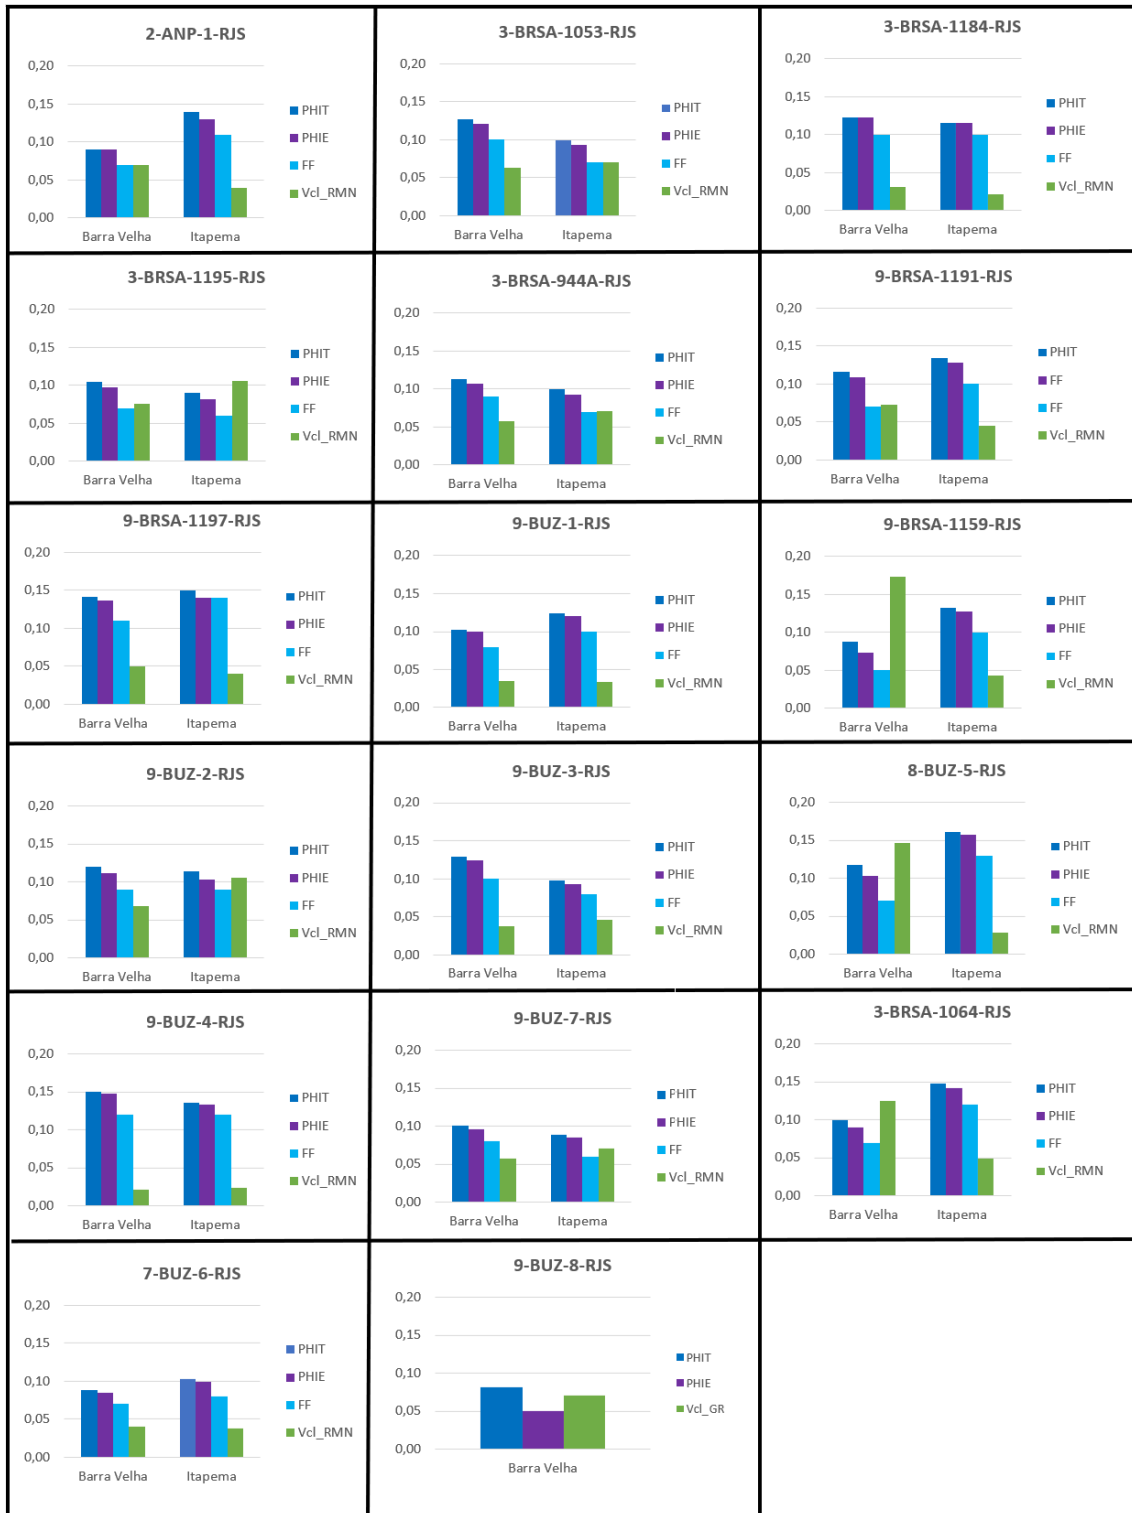 2-ANP-1-RJS
0,20
0,15
0,10
0,05
0,00
Barra Velha Itapema
PHIT
PHIE
FF
Vcl_RMN
3-BRSA-1053-RJS
0,20
0,15
0,10
0,05
0,00
Barra Velha Itapema
PHIT
PHIE
FF
Vcl_RMN
3-BRSA-1184-RJS
0,20
0,15
0,10
0,05
0,00
Barra Velha Itapema
PHIT
PHIE
FF
Vcl_RMN
3-BRSA-1195-RJS
0,20
0,15
0,10
0,05
0,00
Barra Velha Itapema
PHIT
PHIE
FF
Vcl_RMN
3-BRSA-944A-RJS
0,20
0,15
0,10
0,05
0,00
Barra Velha Itapema
PHIT
PHIE
FF
Vcl_RMN
9-BRSA-1191-RJS
0,20
0,15
0,10
0,05
0,00
Barra Velha Itapema
PHIT
FF
FF
Vcl_RMN
9-BRSA-1197-RJS
0,20
0,15
0,10
0,05
0,00
Barra Velha Itapema
PHIT
PHIE
FF
Vcl_RMN
9-BUZ-1-RJS
0,20
0,15
0,10
0,05
0,00
Barra Velha Itapema
PHIT
PHIE
FF
Vcl_RMN
9-BRSA-1159-RJS
0,20
0,15
0,10
0,05
0,00
Barra Velha Itapema
PHIT
PHIE
FF
Vcl_RMN
9-BUZ-2-RJS
0,20
0,15
0,10
0,05
0,00
Barra Velha Itapema
PHIT
PHIE
FF
Vcl_RMN
9-BUZ-3-RJS
0,20
0,15
0,10
0,05
0,00
Barra Velha Itapema
PHIT
PHIE
FF
Vcl_RMN
8-BUZ-5-RJS
0,20
0,15
0,10
0,05
0,00
Barra Velha Itapema
PHIT
PHIE
FF
Vcl_RMN
9-BUZ-4-RJS
0,20
0,15
0,10
0,05
0,00
Barra Velha Itapema
PHIT
PHIE
FF
Vcl_RMN
9-BUZ-7-RJS
0,20
0,15
0,10
0,05
0,00
Barra Velha Itapema
PHIT
PHIE
FF
Vcl_RMN
3-BRSA-1064-RJS
0,20
0,15
0,10
0,05
0,00
Barra Velha Itapema
PHIT
PHIE
FF
Vcl_RMN
7-BUZ-6-RJS
0,20
0,15
0,10
0,05
0,00
Barra Velha Itapema
PHIT
PHIE
FF
Vcl_RMN
9-BUZ-8-RJS
0,20
0,15
0,10
0,05
0,00
Barra Velha
PHIT
PHIE
Vcl_GR